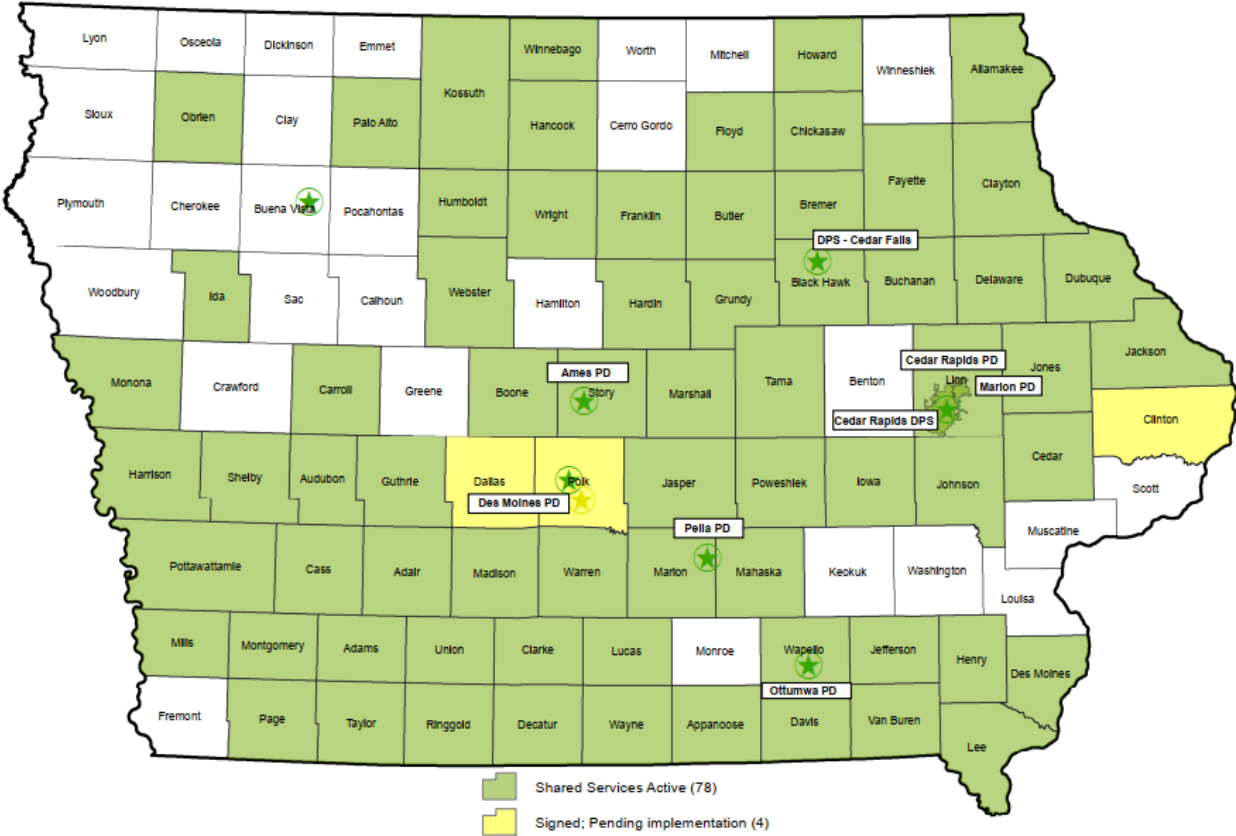 Lyon
Osceola
Dickinson
Emmet
Kossuth
Winnebago
Worth
Mitchell
Howard
Winneshiek
Allamakee
Sioux
Obrien
Clay
Palo Alto
Hancock
Cerro Gordo
Floyd
Chickasaw
Fayette
Clayton
Plymouth
Cherokee
Buena Vista
Pocahontas
Humboldt
Wright
Franklin
Butler
Bremer
DPS - Cedar Falls
Woodbury
Ida
Sac
Calhoun
Webster
Hamilton
Hardin
Grundy
Black Hawk
Buchanan
Delaware
Dubuque
Monona
Crawford
Carroll
Greene
Boone
Ames PD
Story
Marshall
Tama
Benton
Cedar Rapids PD
Linn
Marion PD
Cedar Rapids DPS
Jones
Jackson
Clinton
Harrison
Shelby
Audubon
Guthrie
Dallas
Polk
Des Moines PD
Jasper
Poweshiek
Iowa
Johnson
Cedar
Scott
Muscatine
Pottawattamie
Cass
Adair
Madison
Warren
Pella PD
Marion
Mahaska
Keokuk
Washington
Louisa
Mills
Montgomery
Adams
Union
Clarke
Lucas
Monroe
Wapello
Ottumwa PD
Jefferson
Henry
Des Moines
Fremont
Page
Taylor
Ringgold
Decatur
Wayne
Appanoose
Davis
Van Buren
Lee
Shared Services Active (78)
Signed; Pending implementation (4)